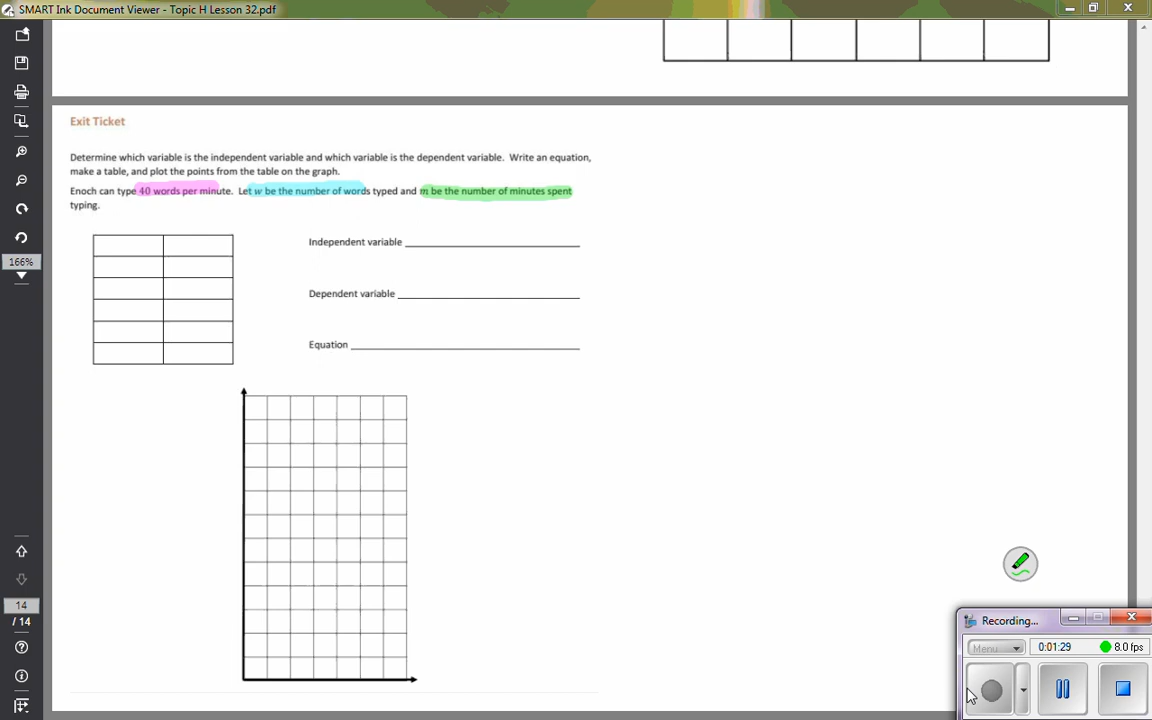 SMART Ink Document Viewer - Topic H Lesson 32.pdf
Exit Ticket
Determine which variable is the independent variable and which variable is the dependent variable. Write an equation,
make a table, and plot the points from the table on the graph.
Enoch can type 40 words per minute. Let w be the number of words typed and m be the number of minutes spent
typing.
Independent variable
Dependent variable
Equation
166%
14
/ 14
Recording...
Menu
0:01:29
8.0 fps